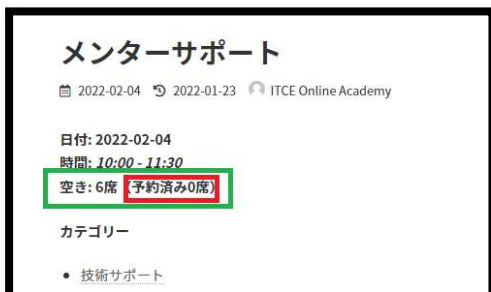 メンターサポート
2022-02-04 2022-01-23 ITCE Online Academy
日付: 2022-02-04
時間: 10:00 - 11:30
空き: 6席 (予約済み0席)
カテゴリー
• 技術サポート